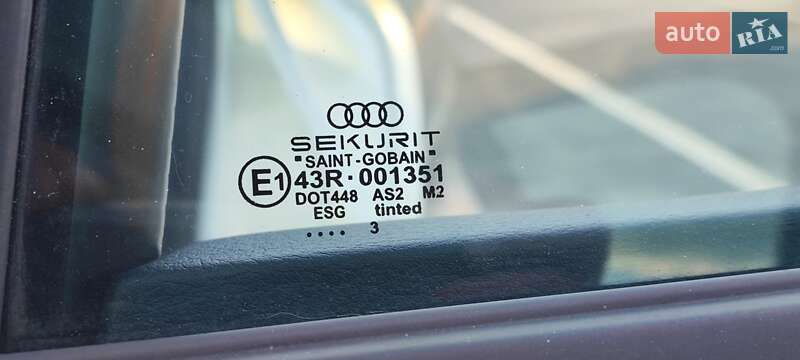 auto RIA
.com
SEKURIT
SAINT-GOBAIN
E1 43R·001351
DOT448 AS2 M2
ESG tinted
.... 3